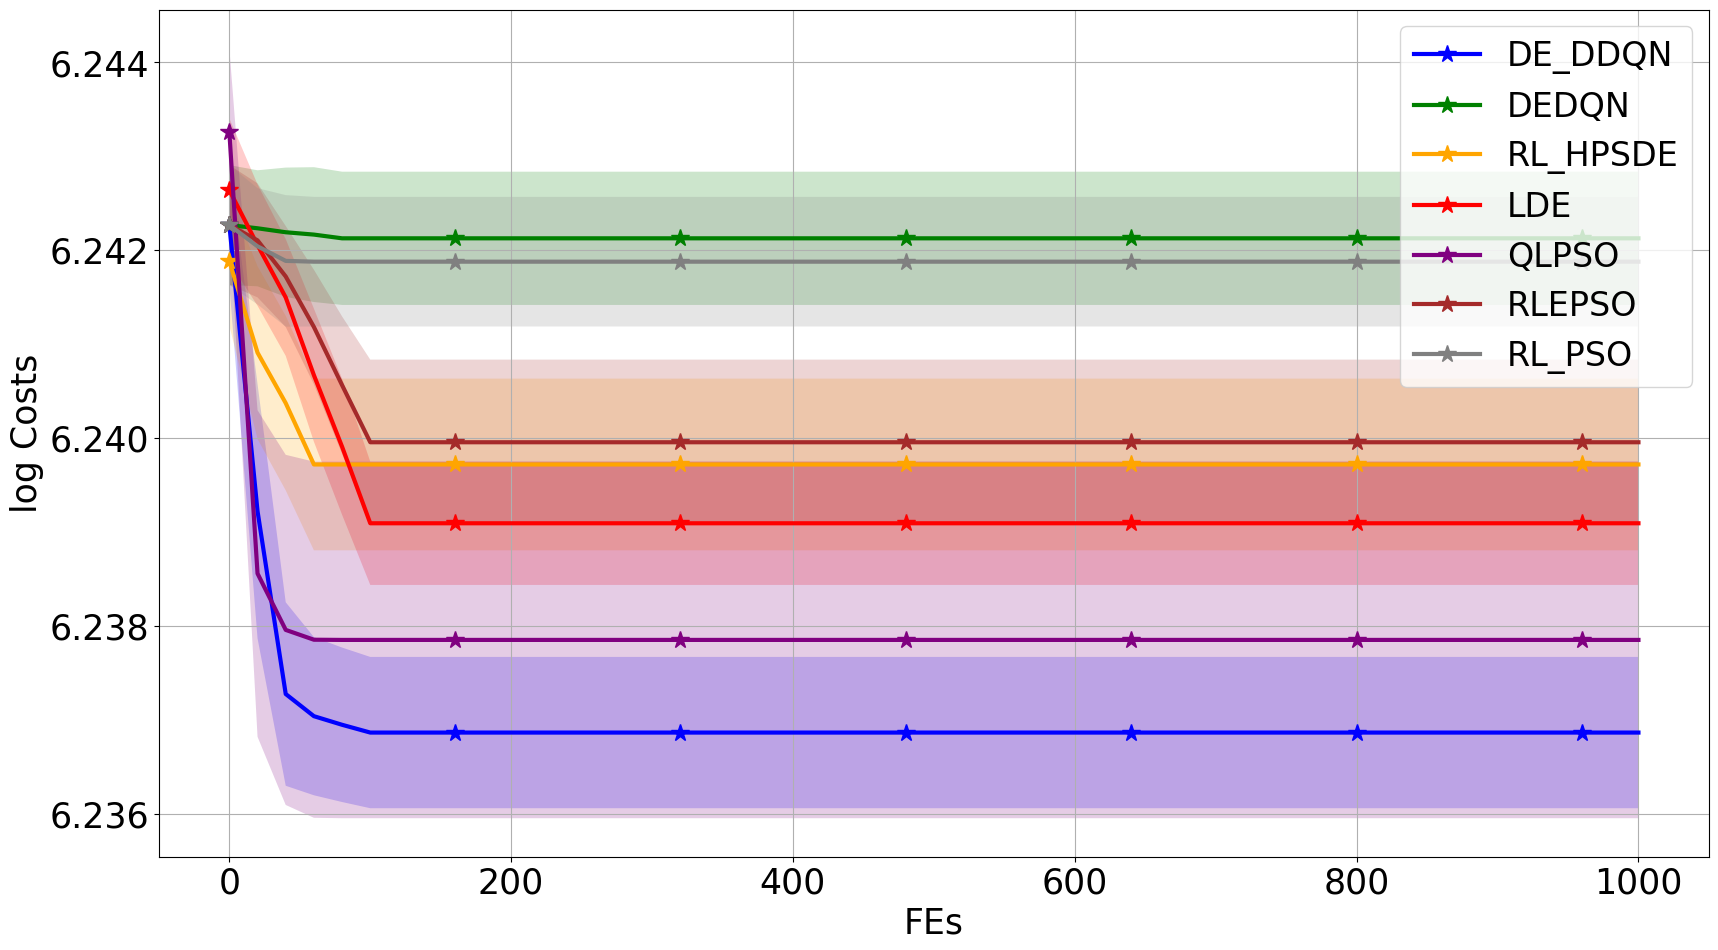 6.244
6.242
6.240
6.238
6.236
log Costs
0
200
400
600
800
1000
FEs
DE_DDQN
DEDQN
RL_HPSDE
LDE
QLPSO
RLEPSO
RL_PSO